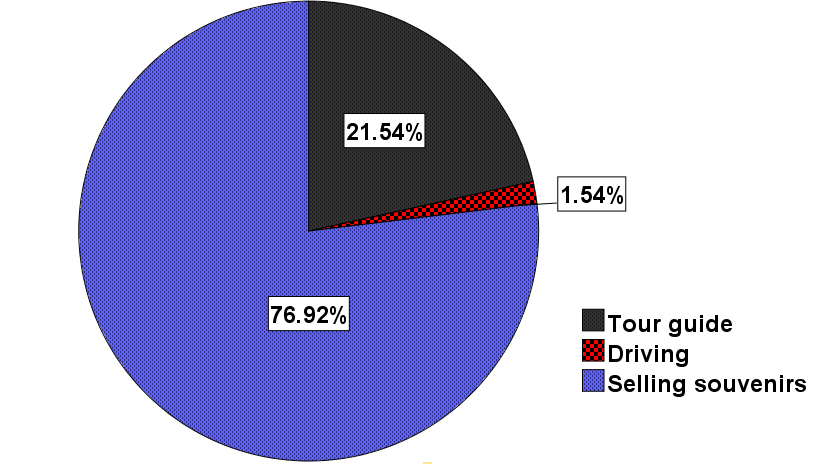 21.54%
1.54%
76.92%
Tour guide
Driving
Selling souvenirs